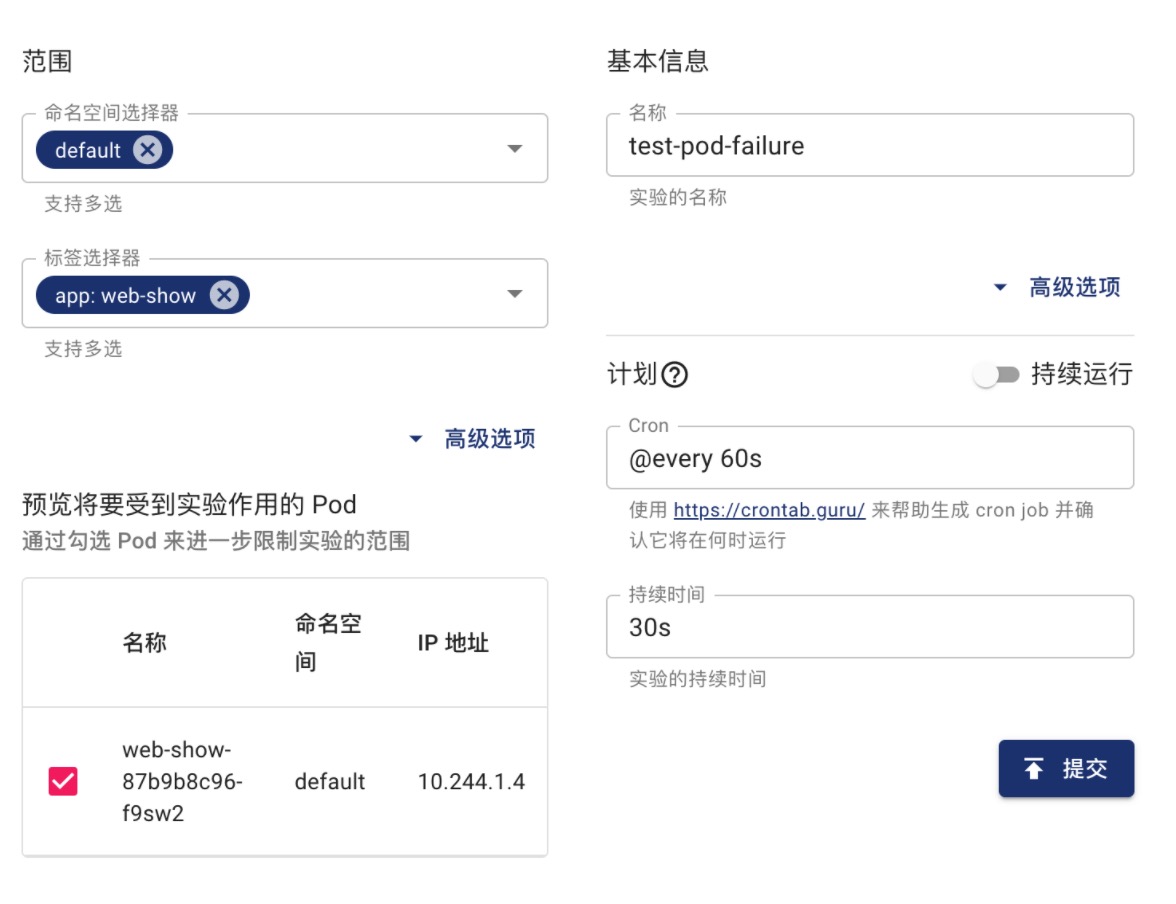 范围
命名空间选择器
default
支持多选
标签选择器
app: web-show
支持多选
高级选项
预览将要受到实验作用的 Pod
通过勾选 Pod 来进一步限制实验的范围
名称
命名空
间
IP 地址
web-show-
87b9b8c96-
f9sw2
default
10.244.1.4
基本信息
名称
test-pod-failure
实验的名称
高级选项
计划
持续运行
Cron
@every 60s
使用 https://crontab.guru/ 来帮助生成 cron job 并确
认它将在何时运行
持续时间
30s
实验的持续时间
提交